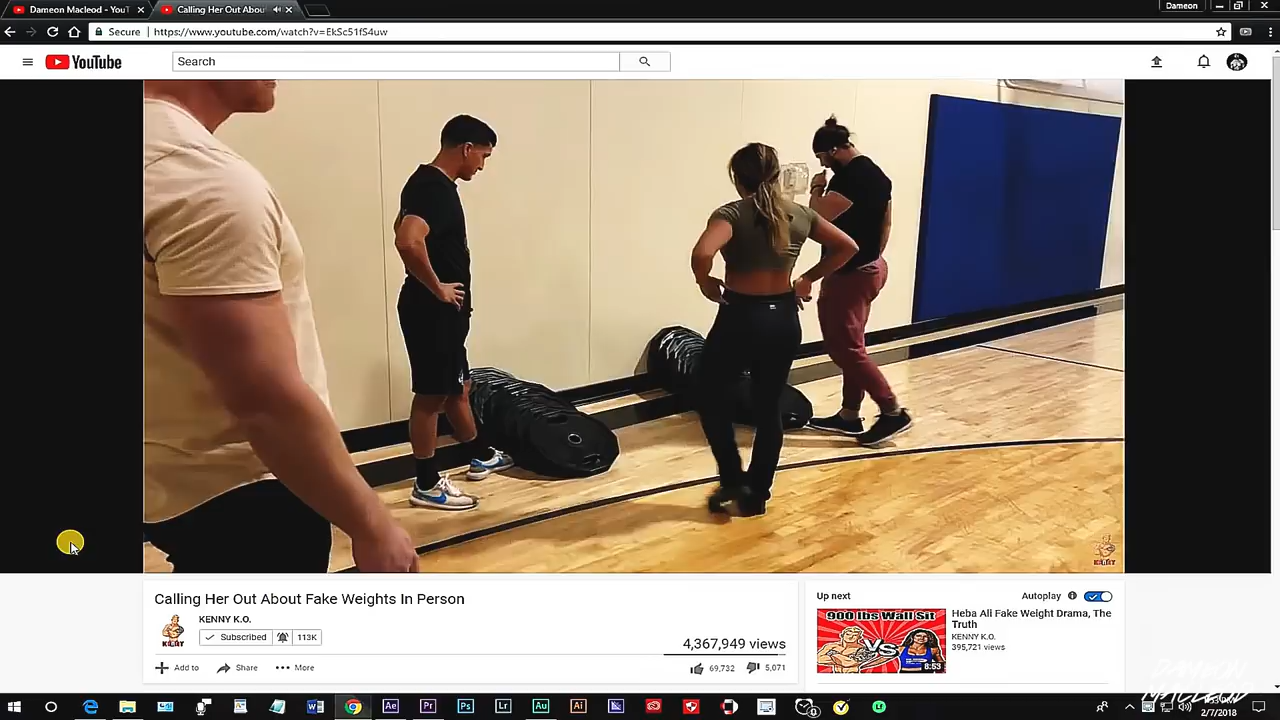 Dameon Macleod - YouT
Calling Her Out Abou
Dameon
Secure
https://www.youtube.com/watch?v=EkSc51fS4uw
YouTube
Search
Calling Her Out About Fake Weights In Person
KENNY K.O.
Subscribed
113K
4,367,949 views
Add to
Share
More
69,732
5,071
Up next
Autoplay
900 lbs Wall Sit
VS
8:53
Heba Ali Fake Weight Drama, The
Truth
KENNY K.O.
395,721 views
DAMEON
MACLEOD
2/7/2018